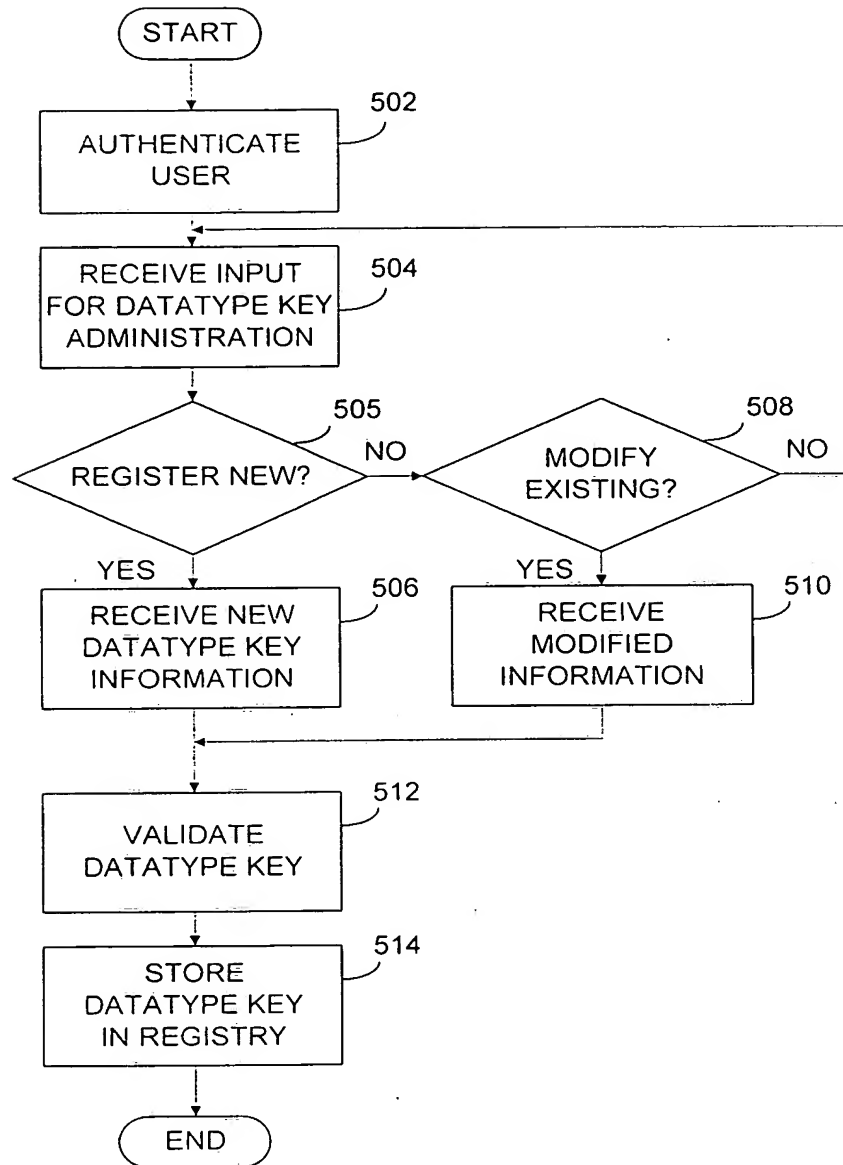 START
502
AUTHENTICATE
USER
504
RECEIVE INPUT
FOR DATATYPE KEY
ADMINISTRATION
505
REGISTER NEW?
NO
508
MODIFY
EXISTING?
NO
YES
506
RECEIVE NEW
DATATYPE KEY
INFORMATION
YES
510
RECEIVE
MODIFIED
INFORMATION
512
VALIDATE
DATATYPE KEY
514
STORE
DATATYPE KEY
IN REGISTRY
END